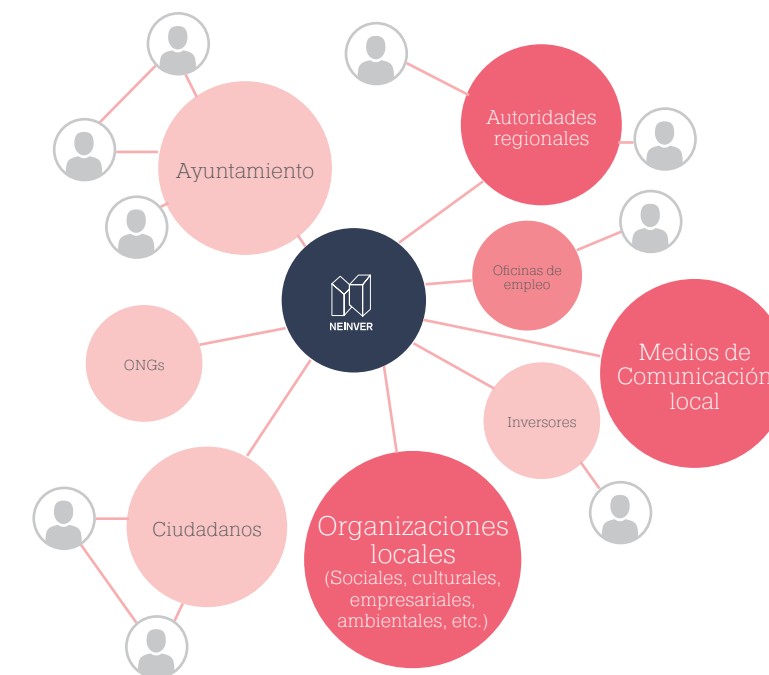 Autoridades
regionales
Ayuntamiento
Oficinas de
empleo
NEINVER
Medios de
Comunicación
local
ONGs
Inversores
Ciudadanos
Organizaciones
locales
(Sociales, culturales,
empresariales,
ambientales, etc.)